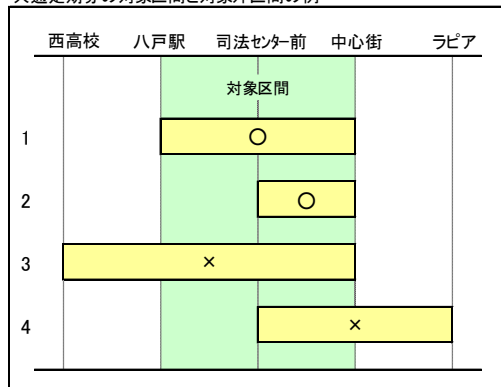 西高校 八戸駅 司法センター前 中心街 ラピア
対象区間
1 ○
2 ○
3 ×
4 ×